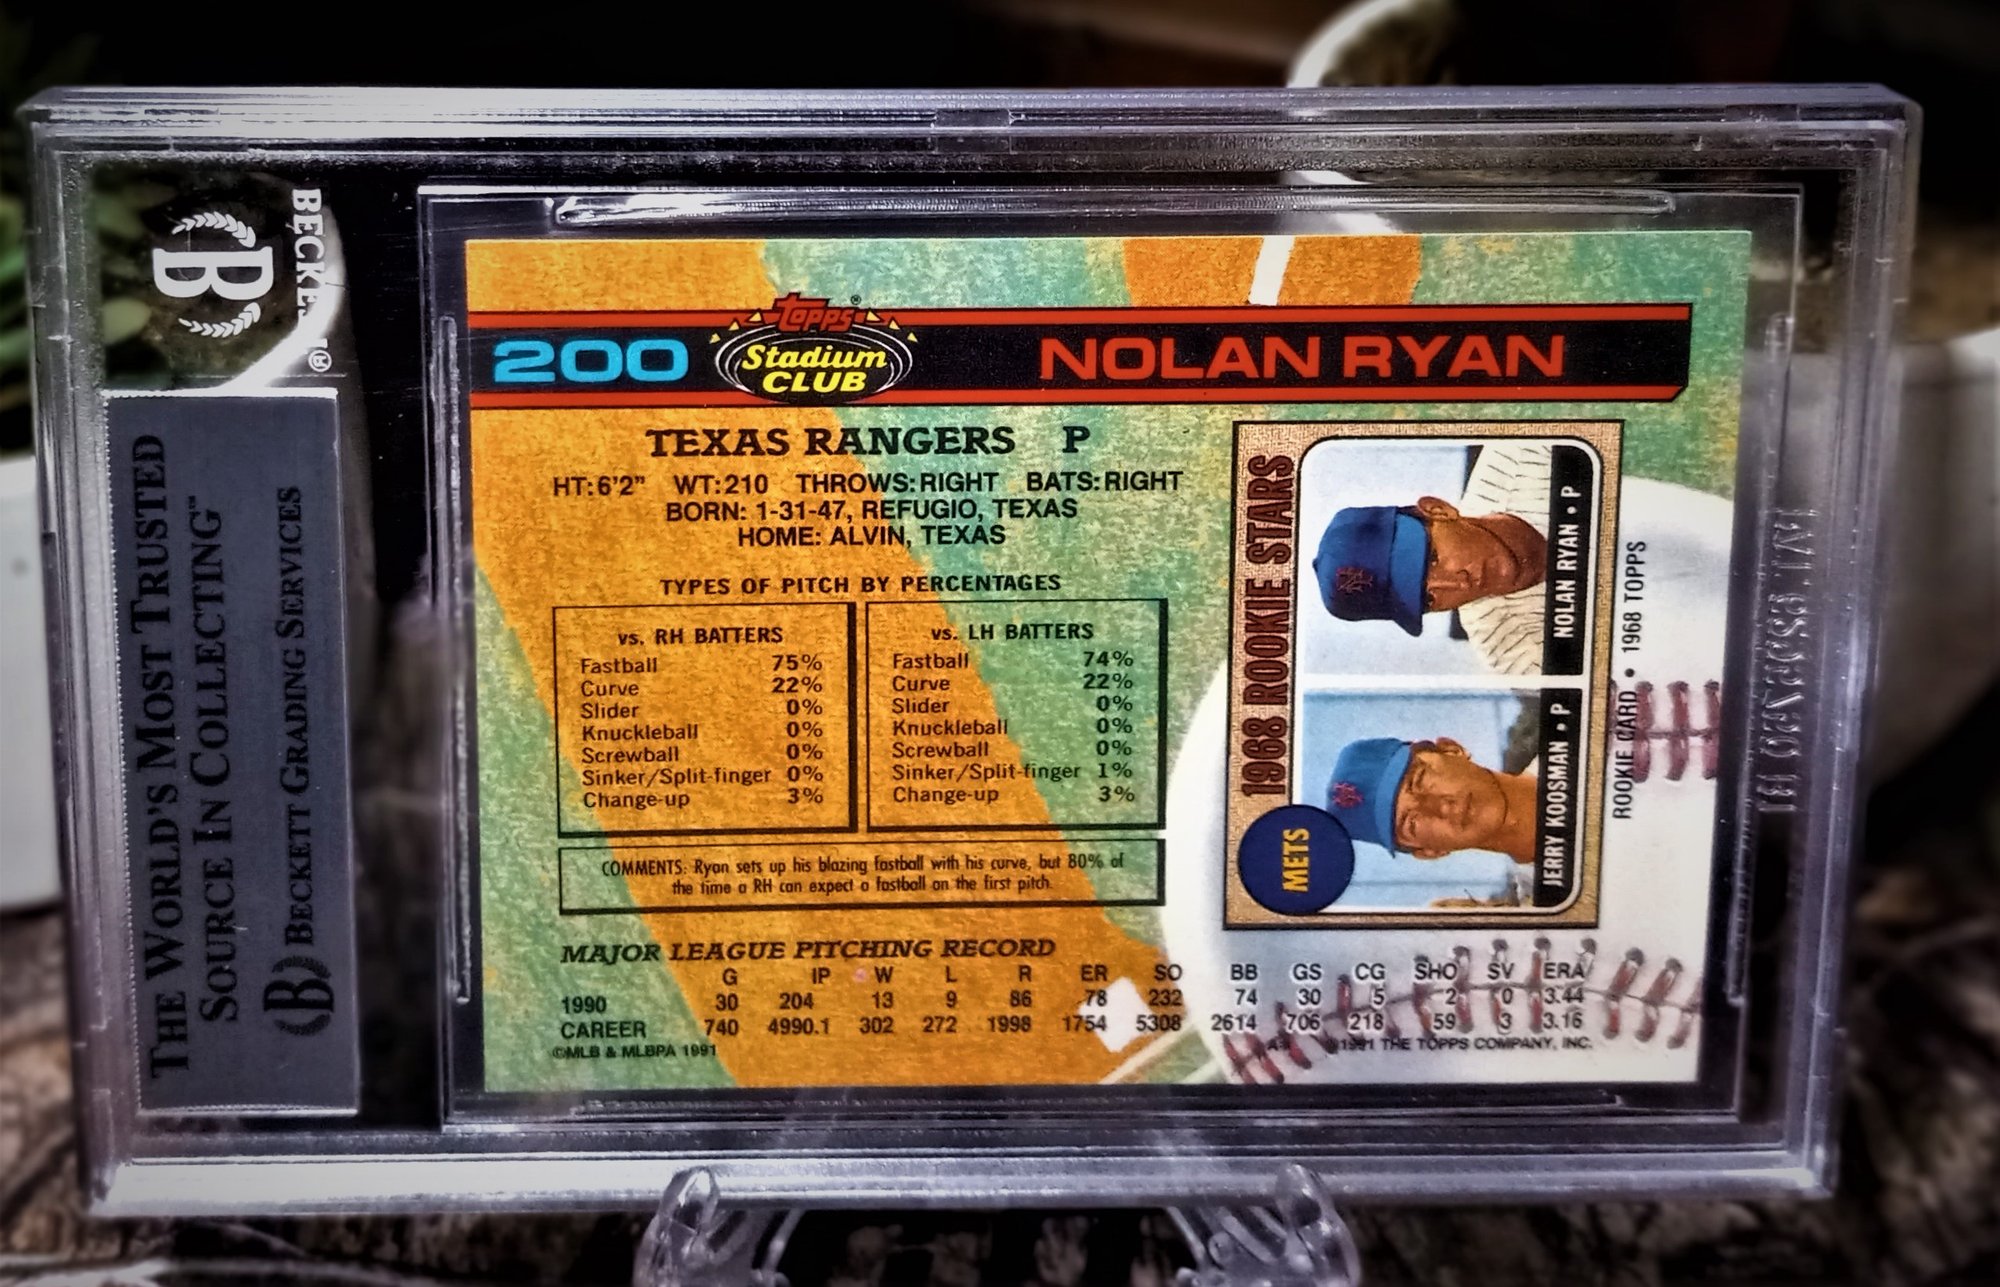 BECKETT®
B
THE WORLD'S MOST TRUSTED
SOURCE IN COLLECTING™
B BECKETT GRADING SERVICES
200
Topps®
Stadium
CLUB
NOLAN RYAN
TEXAS RANGERS P
HT: 6'2" WT: 210 THROWS: RIGHT BATS: RIGHT
BORN: 1-31-47, REFUGIO, TEXAS
HOME: ALVIN, TEXAS
TYPES OF PITCH BY PERCENTAGES
vs. RH BATTERS
Fastball 75%
Curve 22%
Slider 0%
Knuckleball 0%
Screwball 0%
Sinker/Split-finger 0%
Change-up 3%
vs. LH BATTERS
Fastball 74%
Curve 22%
Slider 0%
Knuckleball 0%
Screwball 0%
Sinker/Split-finger 1%
Change-up 3%
COMMENTS: Ryan sets up his blazing fastball with his curve, but 80% of
the time a RH can expect a fastball on the first pitch.
1968 ROOKIE STARS
METS
JERRY KOOSMAN • P
NOLAN RYAN • P
ROOKIE CARD • 1968 TOPPS
MAJOR LEAGUE PITCHING RECORD
G IP W L R ER SO BB GS CG SHO SV ERA
1990 30 204 13 9 86 78 232 74 30 5 2 0 3.44
CAREER 740 4990.1 302 272 1998 1754 5308 2614 706 218 59 3 3.16
©MLB & MLBPA 1991
©1991 THE TOPPS COMPANY, INC.